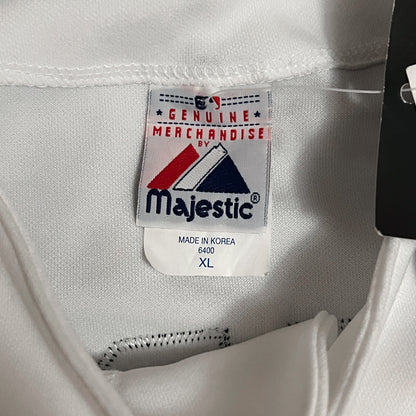 GENUINE
MERCHANDISE
BY
Majestic®
MADE IN KOREA
6400
XL